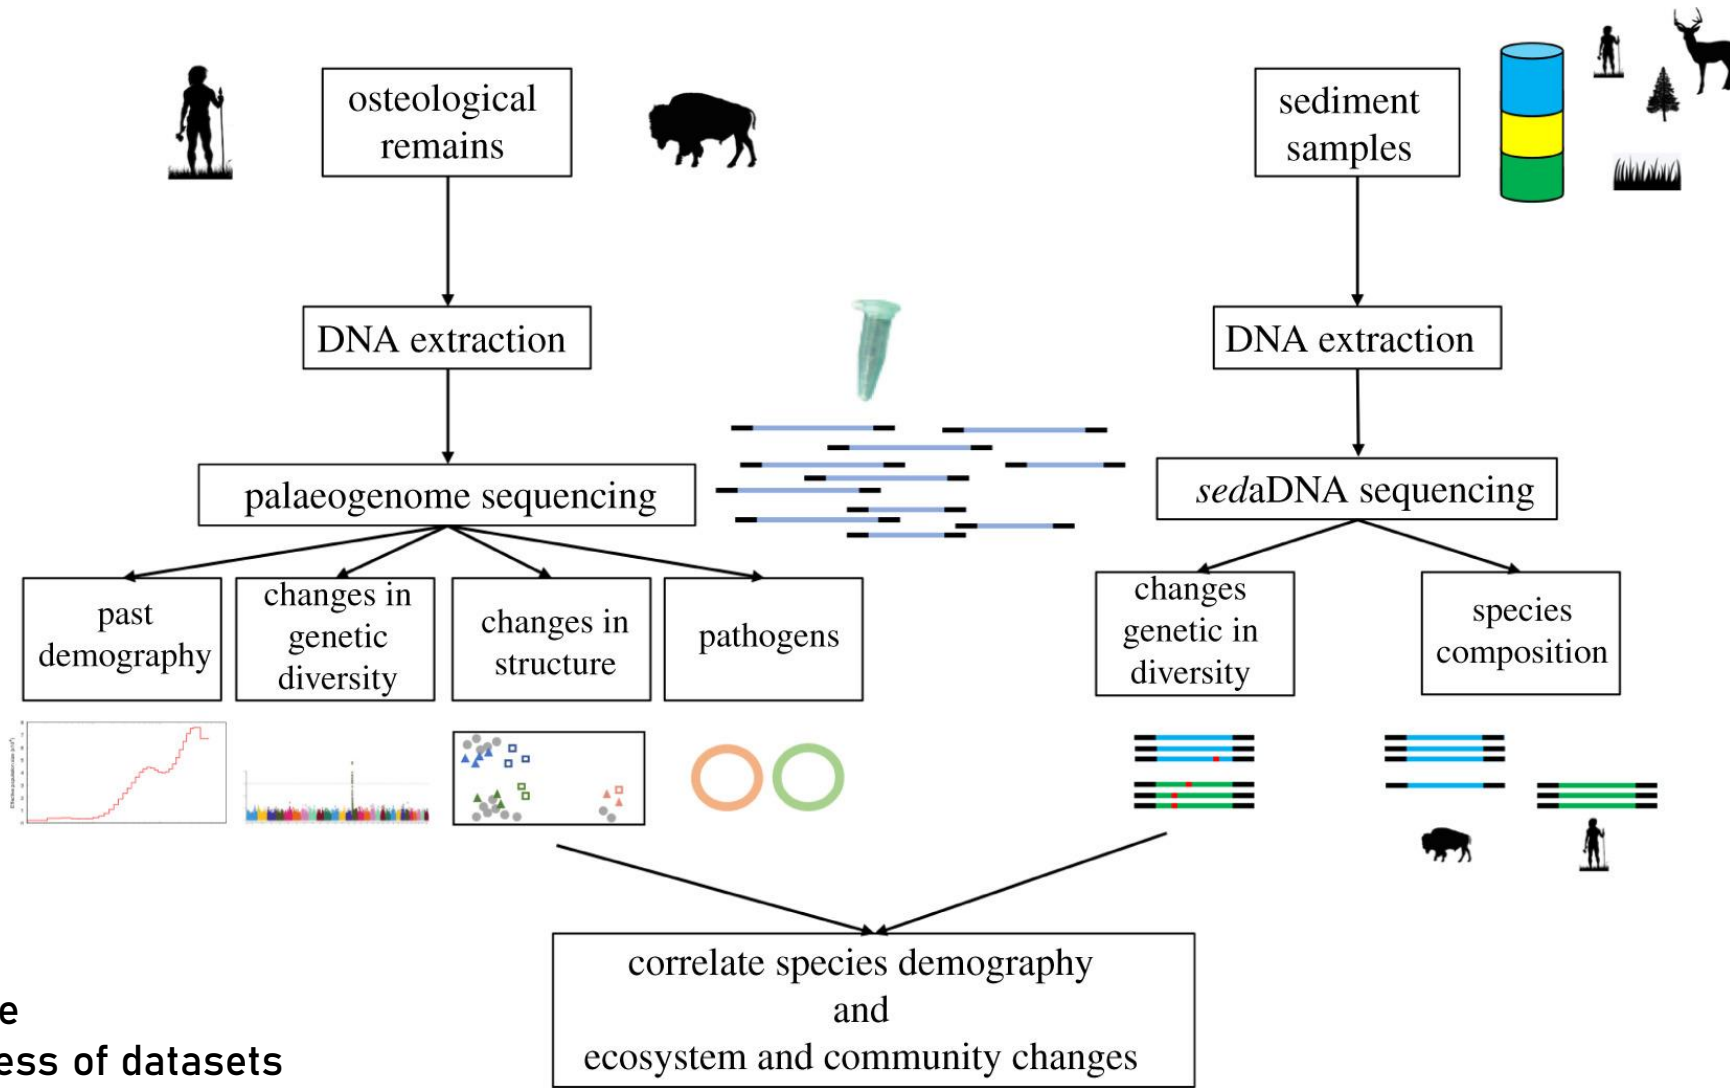 osteological
remains
sediment
samples
DNA extraction
DNA extraction
palaeogenome sequencing
sedaDNA sequencing
past
demography
changes in
genetic
diversity
changes in
structure
pathogens
changes
genetic in
diversity
species
composition
correlate species demography
and
ecosystem and community changes
e
ess of datasets